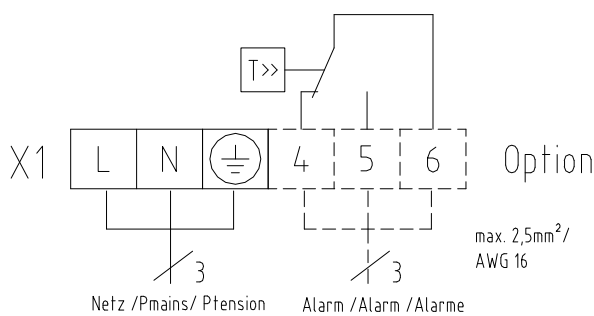 T>>
X1 L N 4 5 6 Option
max. 2,5mm²/
AWG 16
3 3
Netz /Pmains/ Ptension Alarm /Alarm /Alarme